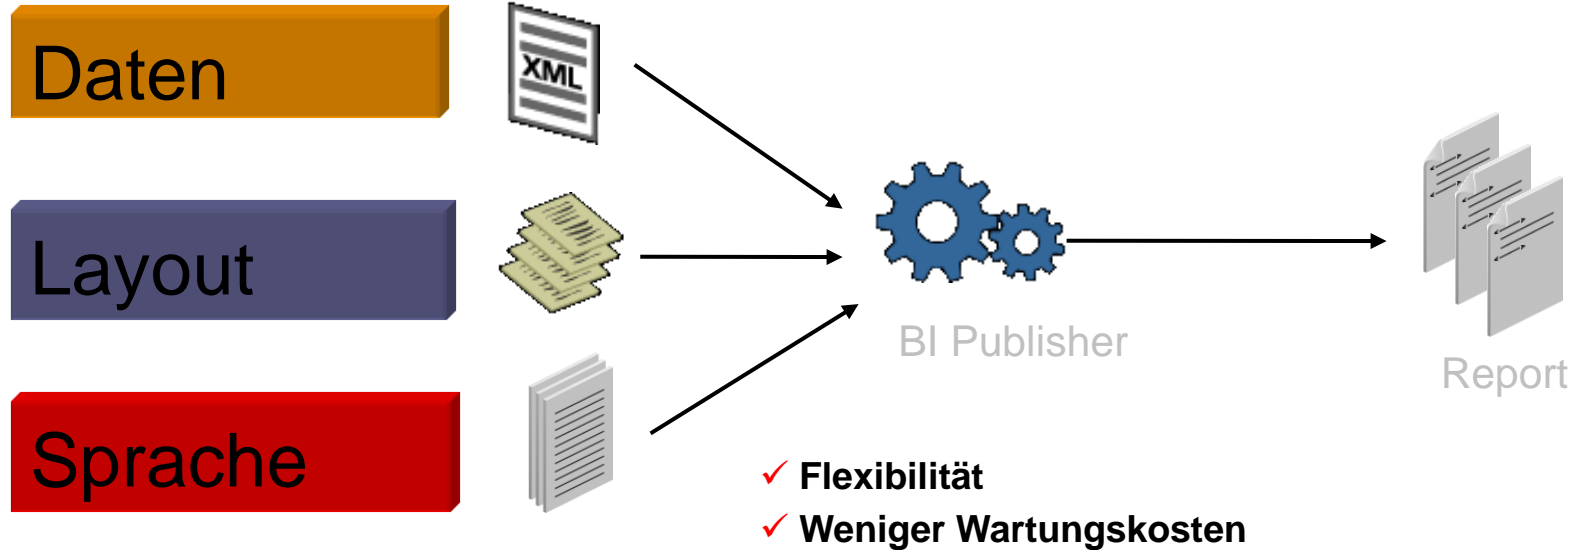 Daten
XML
Layout
BI Publisher
Report
Sprache
Flexibilität
Weniger Wartungskosten